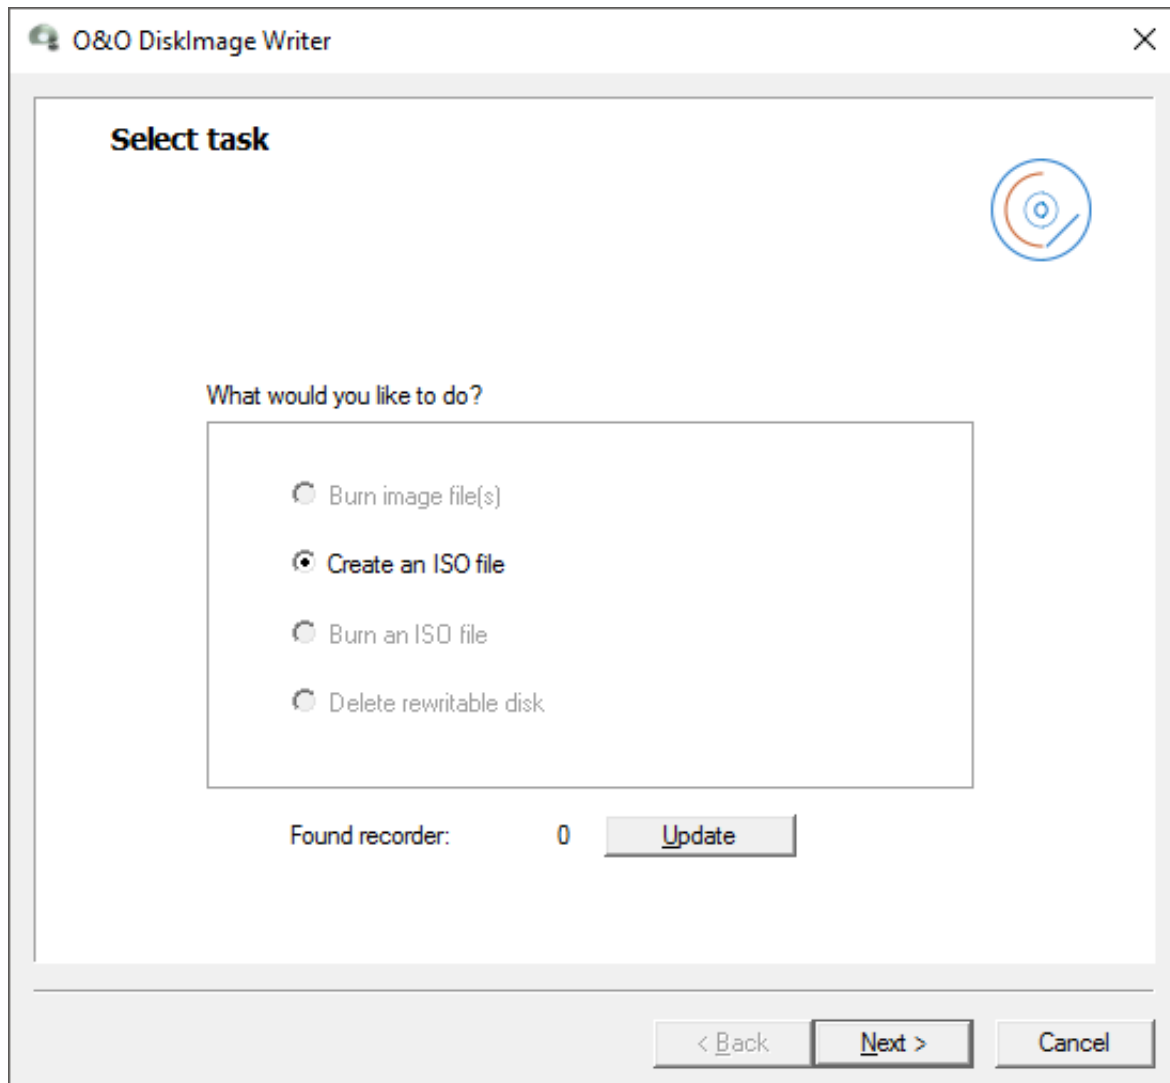 O&O DiskImage Writer
Select task
What would you like to do?
Burn image file(s)
Create an ISO file
Burn an ISO file
Delete rewritable disk
Found recorder: 0 Update
< Back Next > Cancel